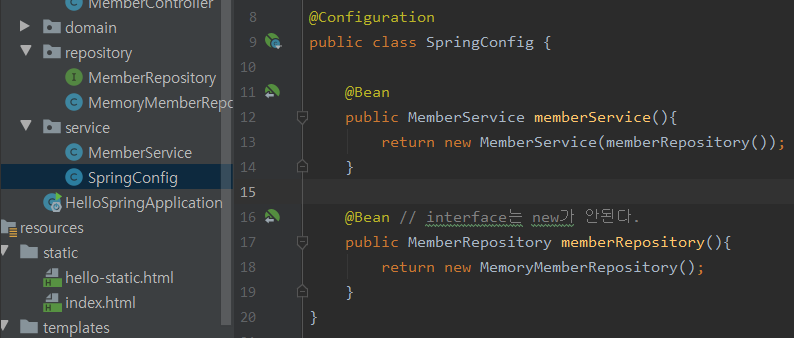 MemberController
domain
repository
MemberRepository
MemoryMemberRepo
service
MemberService
SpringConfig
HelloSpringApplication
resources
static
hello-static.html
index.html
templates
8 @Configuration
9 public class SpringConfig {
10
11 @Bean
12 public MemberService memberService(){
13 return new MemberService(memberRepository());
14 }
15
16 @Bean // interface는 new가 안된다.
17 public MemberRepository memberRepository(){
18 return new MemoryMemberRepository();
19 }
20 }